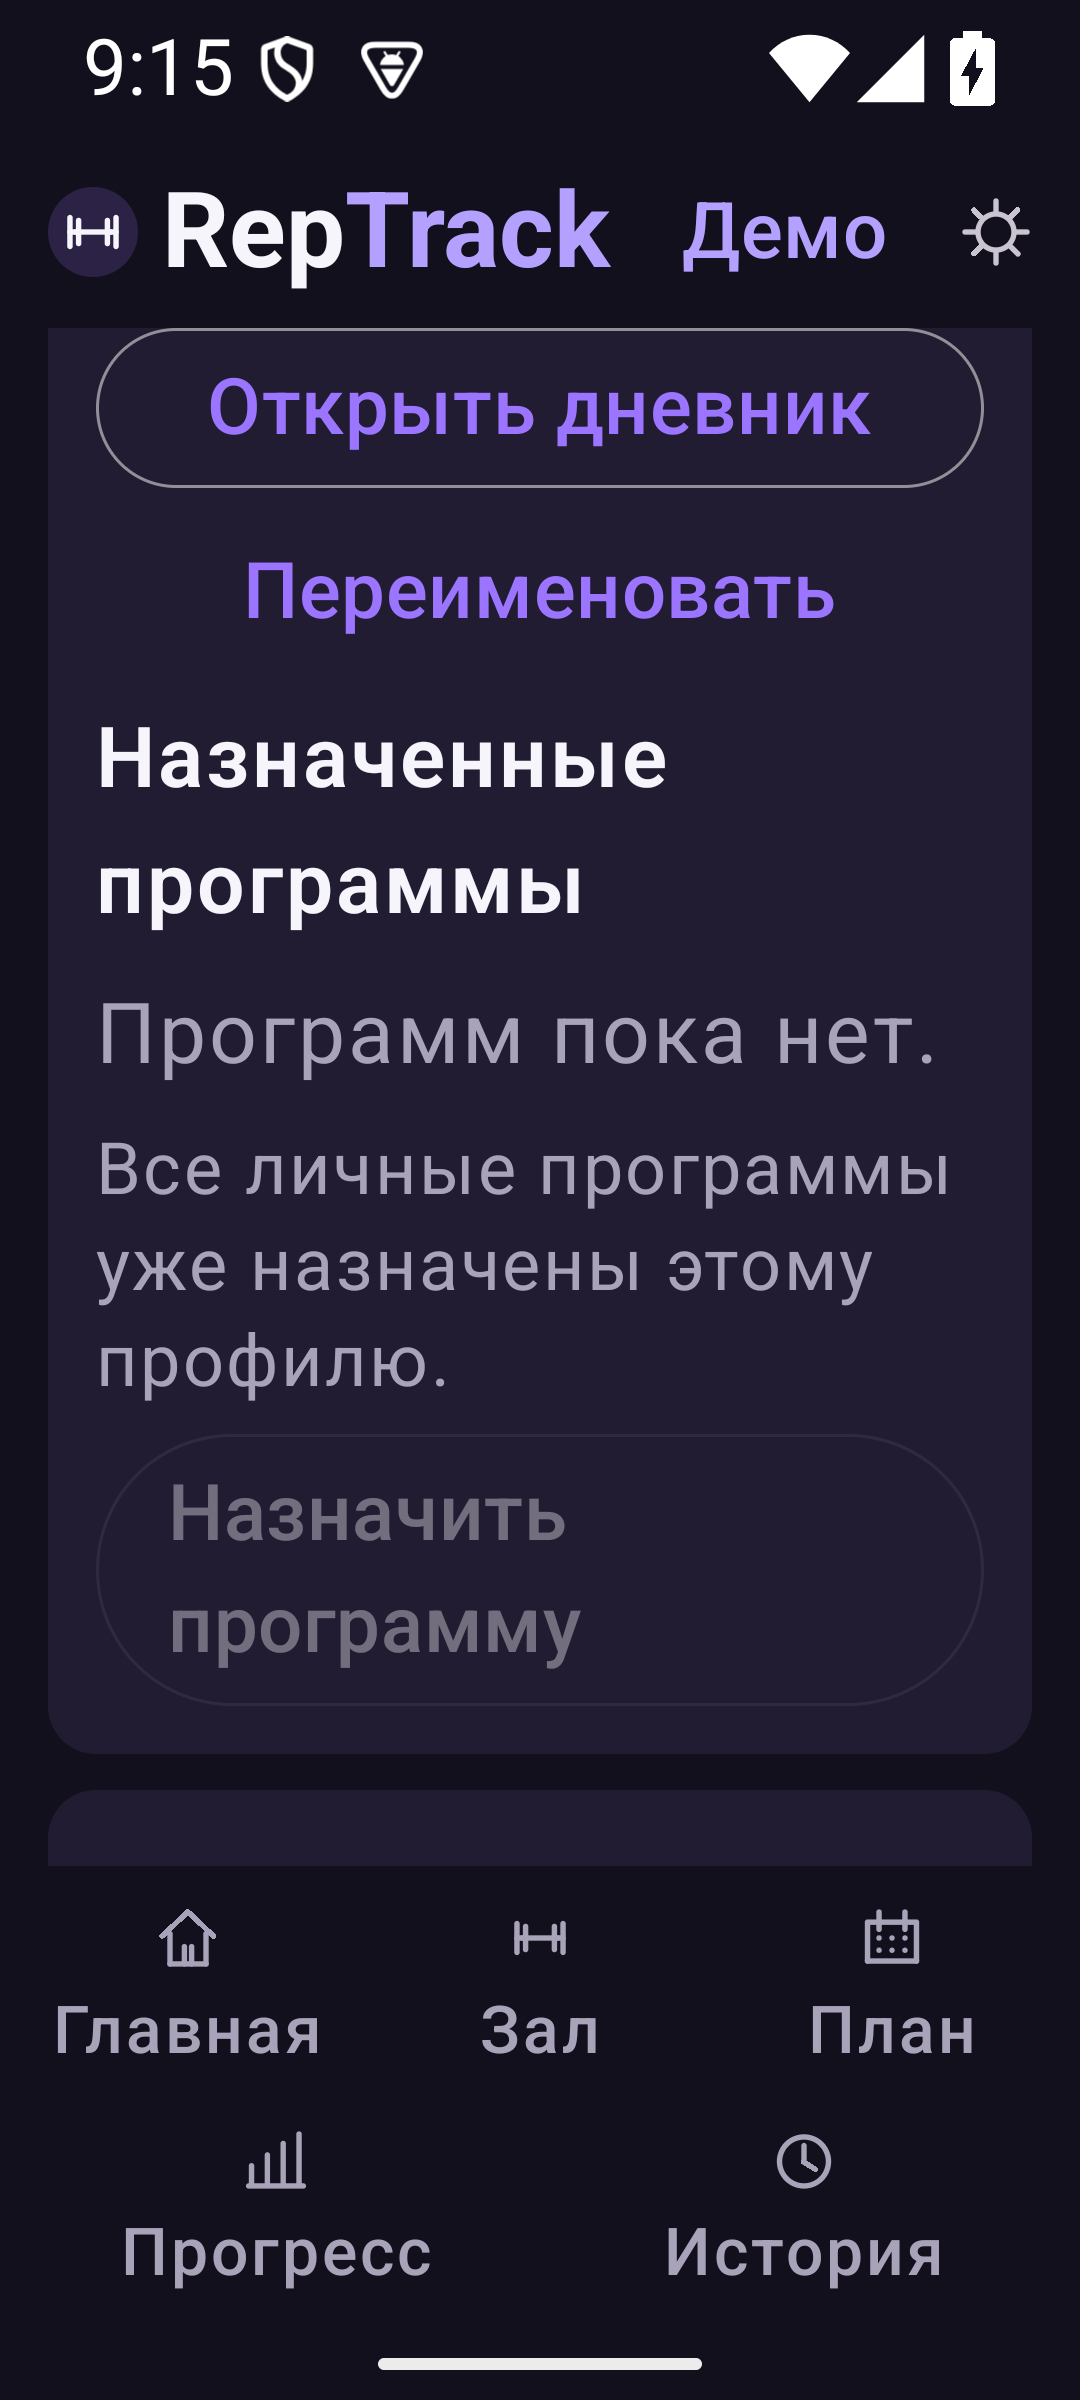 9:15
RepTrack Демо
Открыть дневник
Переименовать
Назначенные
программы
Программ пока нет.
Все личные программы
уже назначены этому
профилю.
Назначить
программу
Главная Зал План
Прогресс История